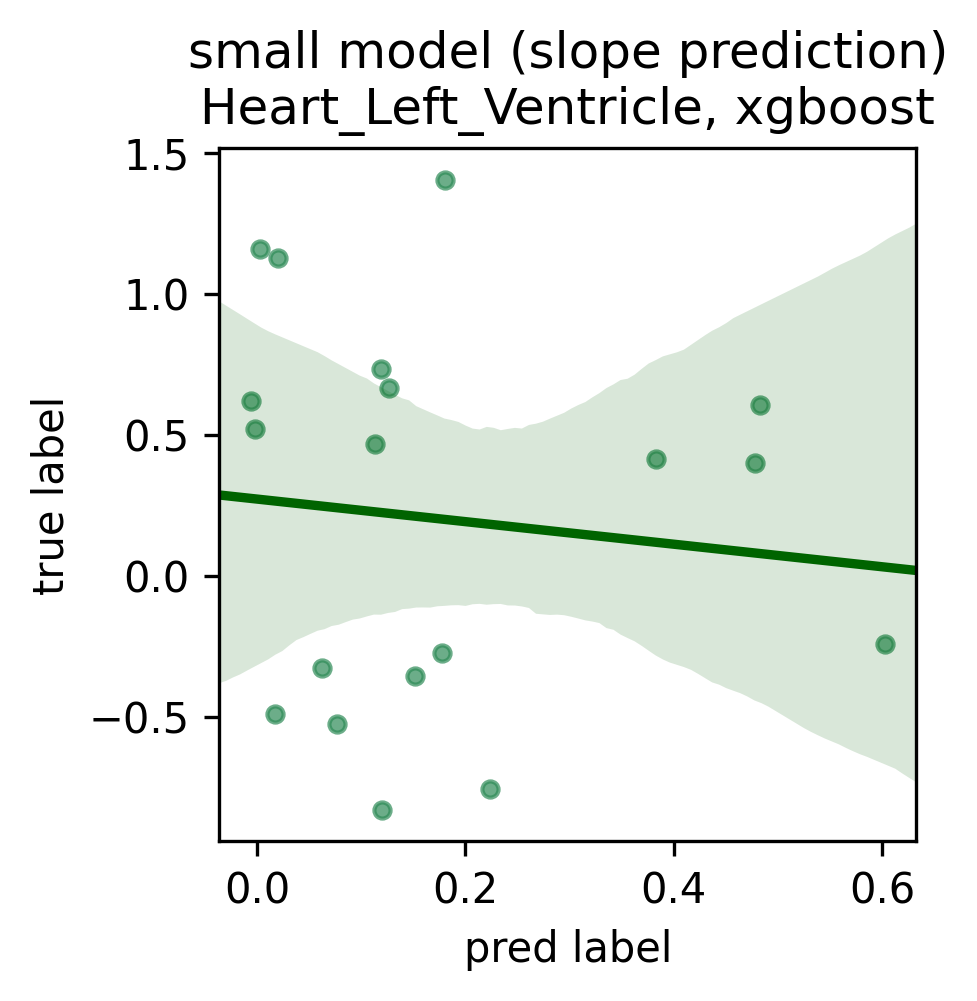 small model (slope prediction)
Heart_Left_Ventricle, xgboost
1.5
1.0
0.5
0.0
−0.5
true label
0.0 0.2 0.4 0.6
pred label